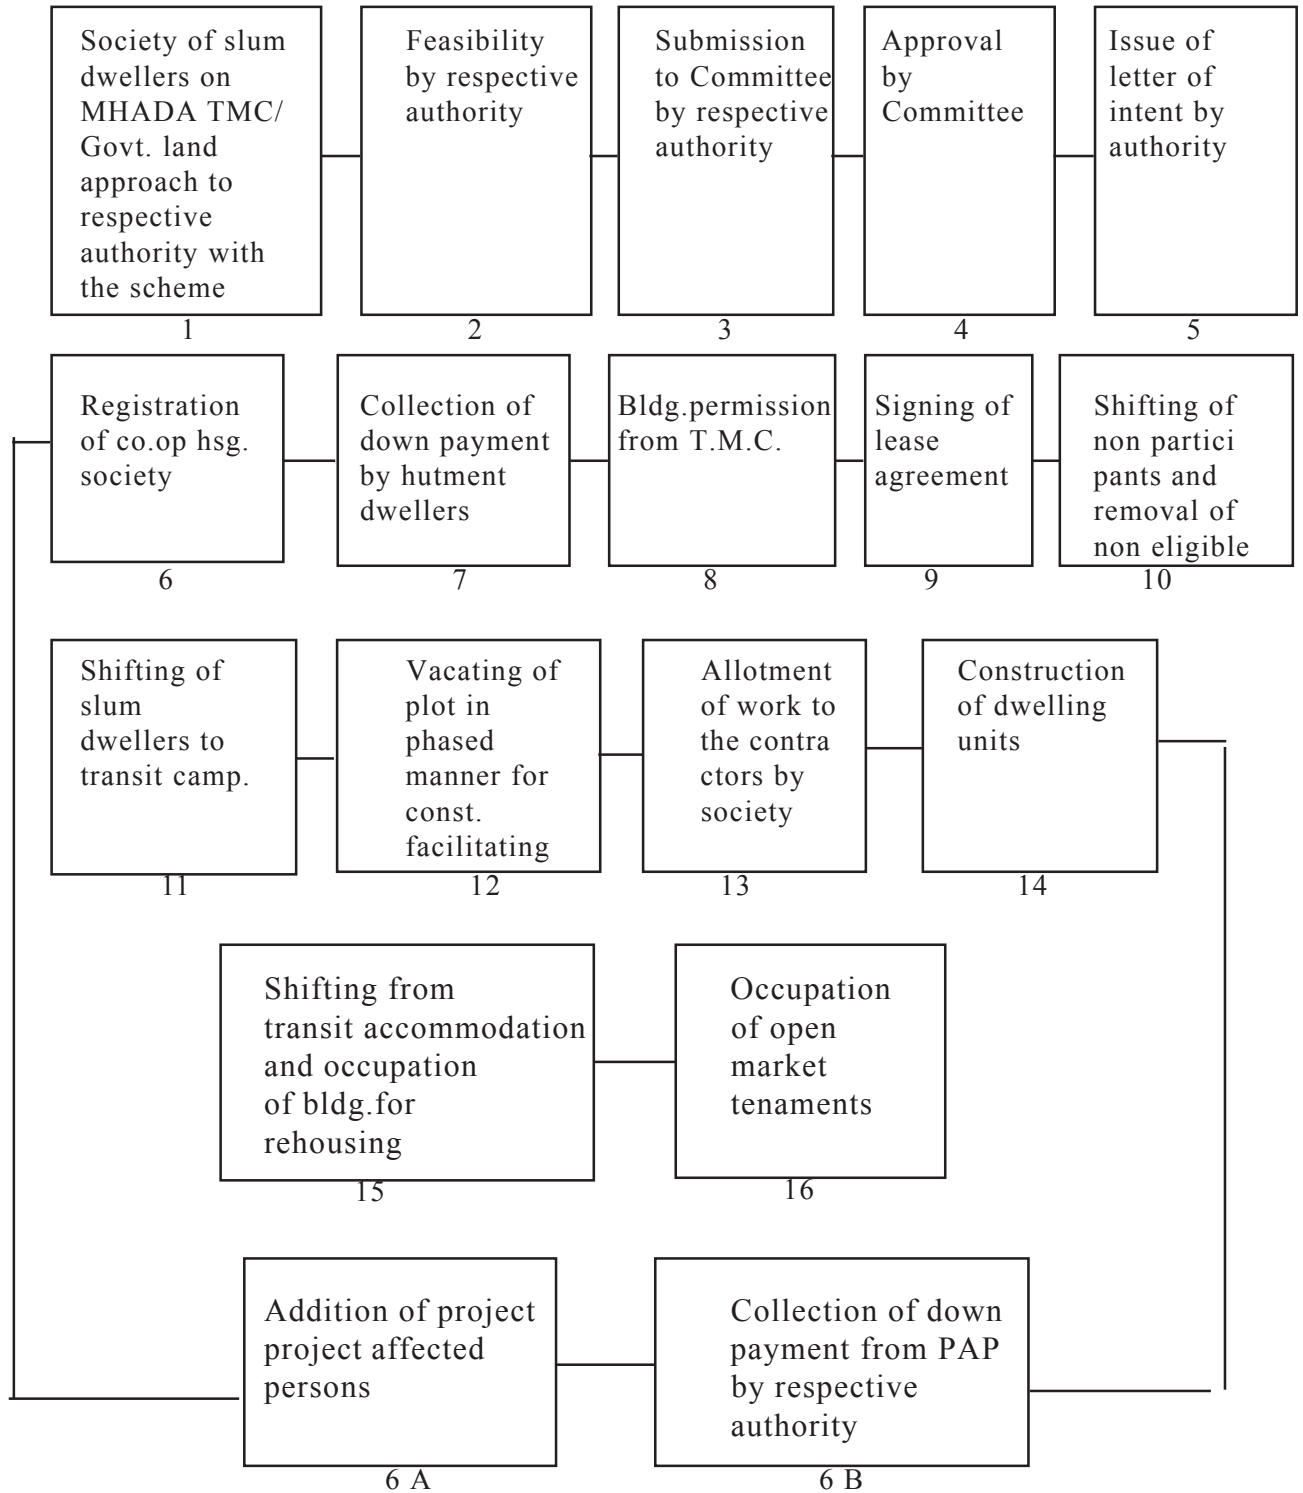 Society of slum
dwellers on
MHADA TMC/
Govt. land
approach to
respective
authority with
the scheme
1
Feasibility
by respective
authority
2
Submission
to Committee
by respective
authority
3
Approval
by
Committee
4
Issue of
letter of
intent by
authority
5
Registration
of co.op hsg.
society
6
Collection of
down payment
by hutment
dwellers
7
Bldg.permission
from T.M.C.
8
Signing of
lease
agreement
9
Shifting of
non partici
pants and
removal of
non eligible
10
Shifting of
slum
dwellers to
transit camp.
11
Vacating of
plot in
phased
manner for
const.
facilitating
12
Allotment
of work to
the contra
ctors by
society
13
Construction
of dwelling
units
14
Shifting from
transit accommodation
and occupation
of bldg.for
rehousing
15
Occupation
of open
market
tenaments
16
Addition of project
project affected
persons
6 A
Collection of down
payment from PAP
by respective
authority
6 B